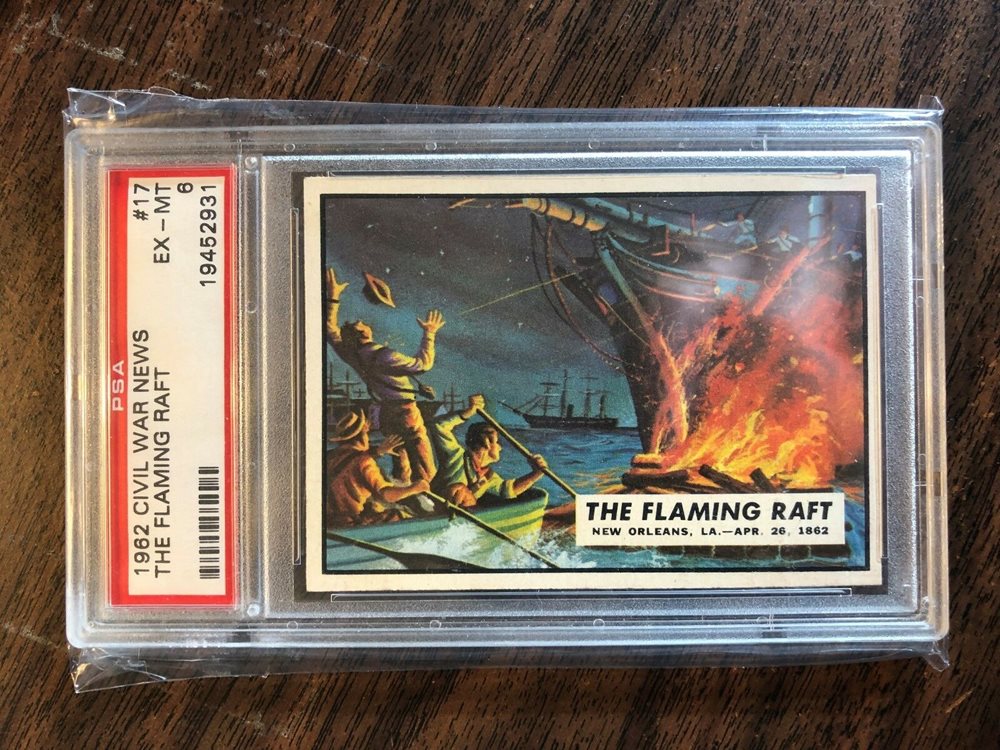 PSA
1962 CIVIL WAR NEWS #17
THE FLAMING RAFT EX - MT
6
19452931
THE FLAMING RAFT
NEW ORLEANS, LA.—APR. 26, 1862